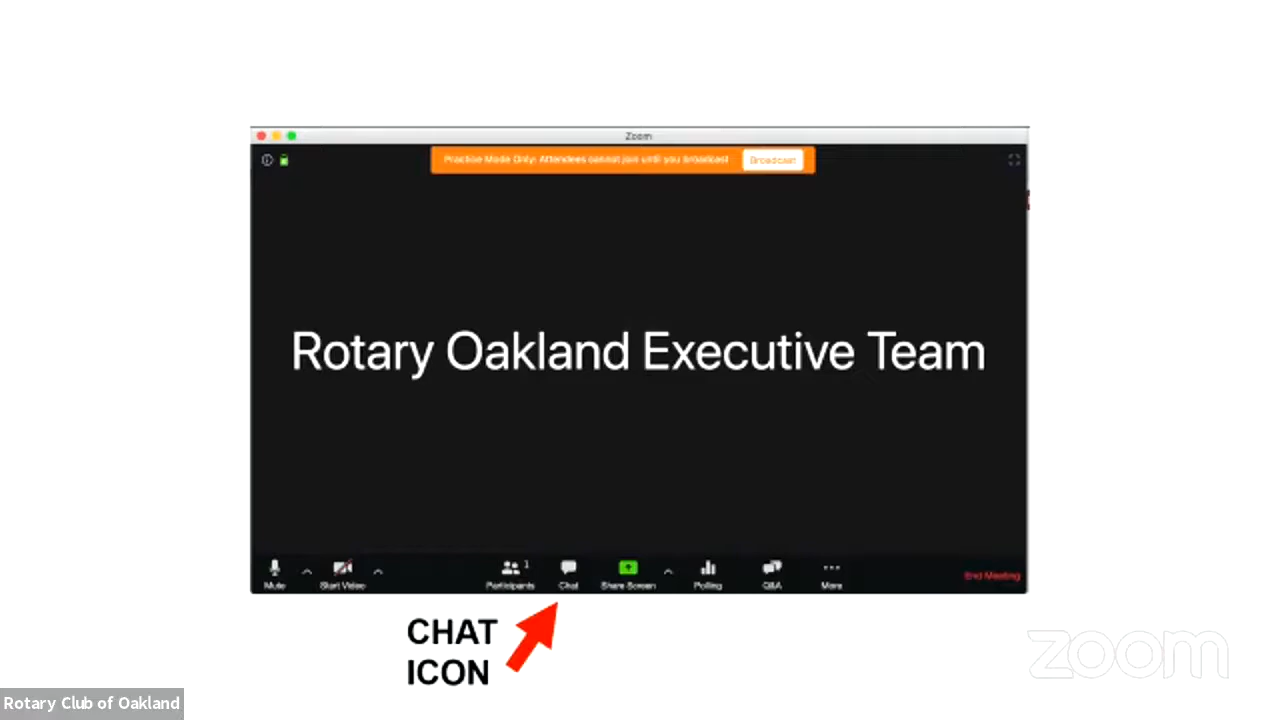 Zoom
Practice Mode Only: Attendees cannot join until you broadcast
Broadcast
Rotary Oakland Executive Team
1
Mute
Start Video
Participants
Chat
Share Screen
Polling
Q&A
More
End Meeting
CHAT
ICON
zoom
Rotary Club of Oakland